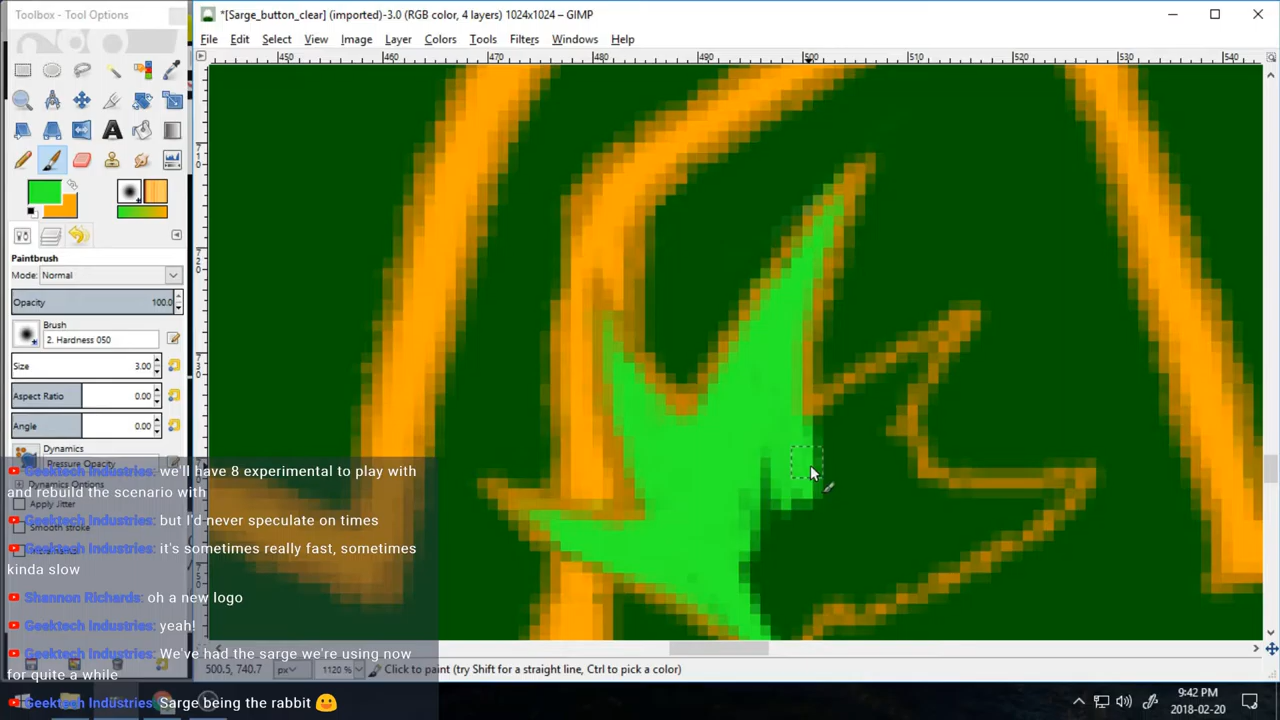 Toolbox - Tool Options
*[Sarge_button_clear] (imported)-3.0 (RGB color, 4 layers) 1024x1024 – GIMP
File Edit Select View Image Layer Colors Tools Filters Windows Help
450 460 470 480 490 500 510 520 530 540
Paintbrush
Mode: Normal
Opacity 100.0
Brush
2. Hardness 050
Size 3.00
Aspect Ratio 0.00
Angle 0.00
Dynamics
Pressure Opacity
Dynamics Options
Apply Jitter
Smooth stroke
Geektech Industries: we'll have 8 experimental to play with
and rebuild the scenario with
Geektech Industries: but I'd never speculate on times
Geektech Industries: it's sometimes really fast, sometimes
kinda slow
Shannon Richards: oh a new logo
Geektech Industries: yeah!
Geektech Industries: We've had the sarge we're using now
for quite a while
Geektech Industries: Sarge being the rabbit
500.5, 740.7 px 1120 % Click to paint (try Shift for a straight line, Ctrl to pick a color)
9:42 PM
2018-02-20